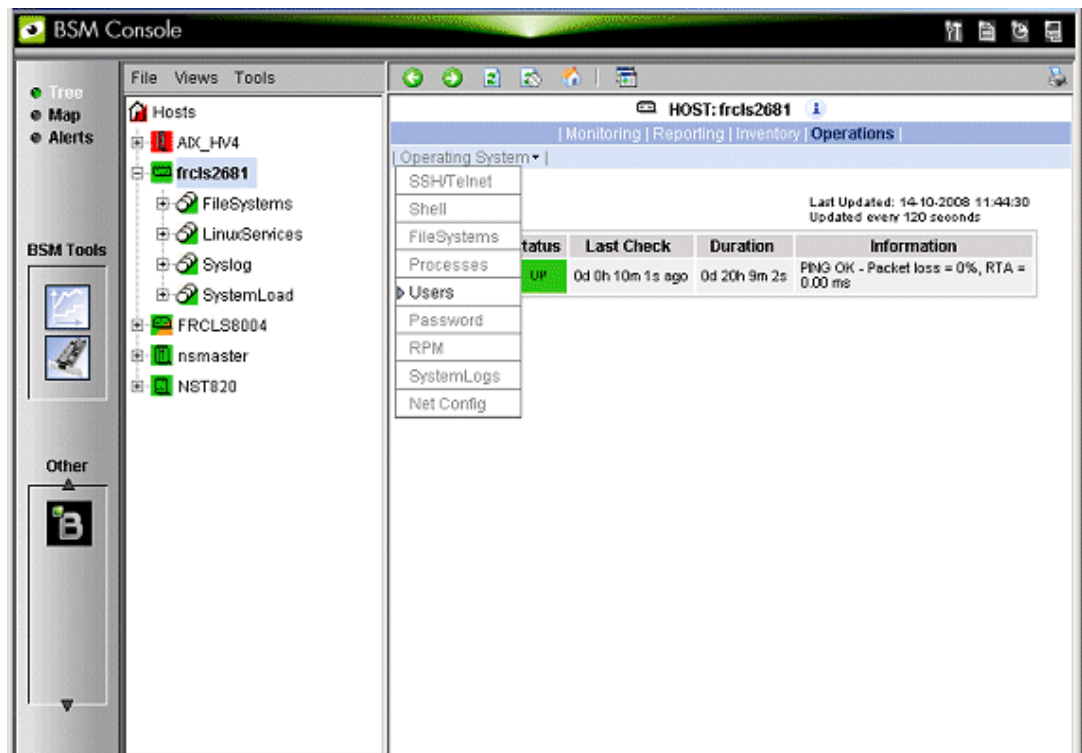 BSM Console
Tree
Map
Alerts
BSM Tools
Other
B
File Views Tools
Hosts
AIX_HV4
frcls2681
FileSystems
LinuxServices
Syslog
SystemLoad
FRCLS8004
nsmaster
NST820
HOST: frcls2681
| Monitoring | Reporting | Inventory | Operations |
| Operating System |
SSH/Telnet
Shell
FileSystems
Processes
Users
Password
RPM
SystemLogs
Net Config
Last Updated: 14-10-2008 11:44:30
Updated every 120 seconds
tatus Last Check Duration Information
UP 0d 0h 10m 1s ago 0d 20h 9m 2s PING OK - Packet loss = 0%, RTA =
0.00 ms